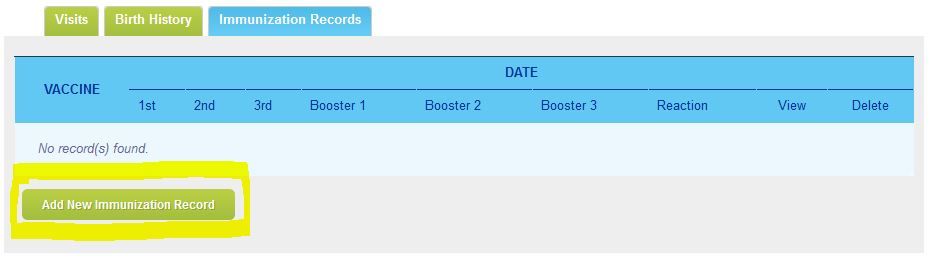 Visits Birth History Immunization Records
DATE
VACCINE
1st 2nd 3rd Booster 1 Booster 2 Booster 3 Reaction View Delete
No record(s) found.
Add New Immunization Record